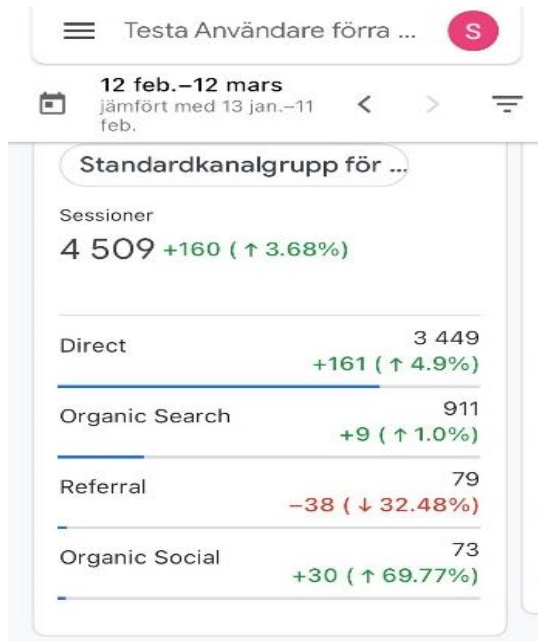 Testa Användare förra ...
S
12 feb.–12 mars
jämfört med 13 jan.–11
feb.
Standardkanalgrupp för ...
Sessioner
4 509 +160 (↑ 3.68%)
Direct
3 449
+161 (↑ 4.9%)
Organic Search
911
+9 (↑ 1.0%)
Referral
79
−38 (↓ 32.48%)
Organic Social
73
+30 (↑ 69.77%)